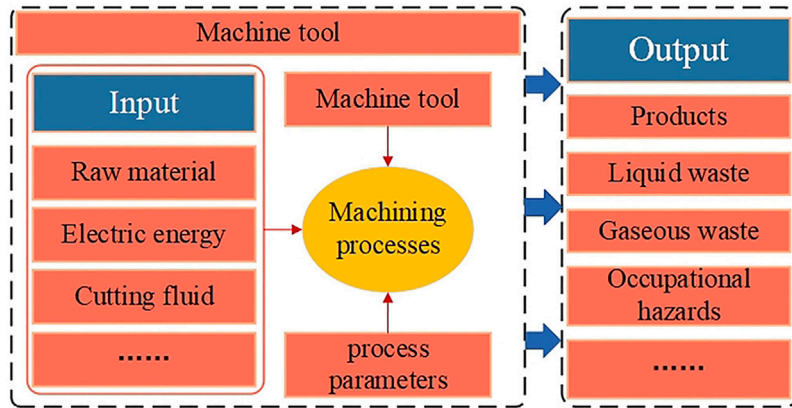 Machine tool
Input
Raw material
Electric energy
Cutting fluid
......
Machine tool
Machining
processes
process
parameters
Output
Products
Liquid waste
Gaseous waste
Occupational
hazards
......